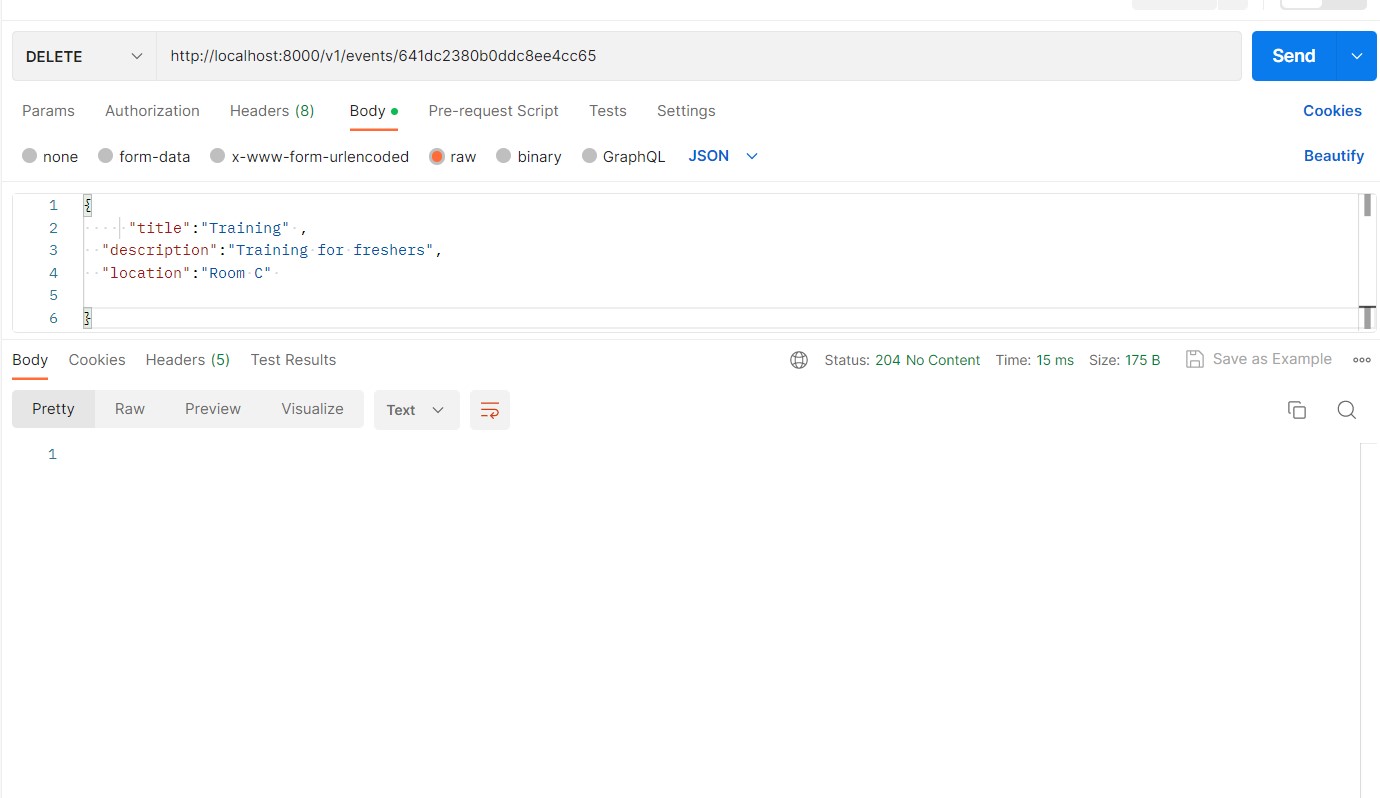 DELETE http://localhost:8000/v1/events/641dc2380b0ddc8ee4cc65 Send
Params Authorization Headers (8) Body Pre-request Script Tests Settings Cookies
none form-data x-www-form-urlencoded raw binary GraphQL JSON Beautify
1 {
2 "title":"Training" ,
3 "description":"Training for freshers",
4 "location":"Room C"
5
6 }
Body Cookies Headers (5) Test Results Status: 204 No Content Time: 15 ms Size: 175 B Save as Example
Pretty Raw Preview Visualize Text
1